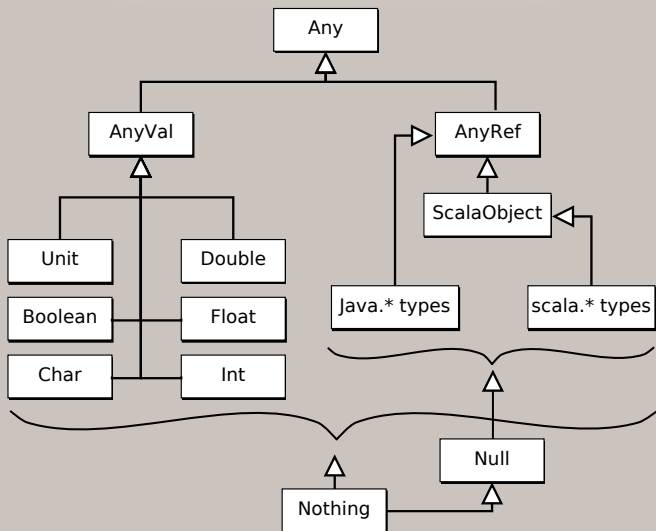 Any
AnyVal
AnyRef
ScalaObject
Unit
Double
Java.* types
scala.* types
Boolean
Float
Char
Int
Null
Nothing